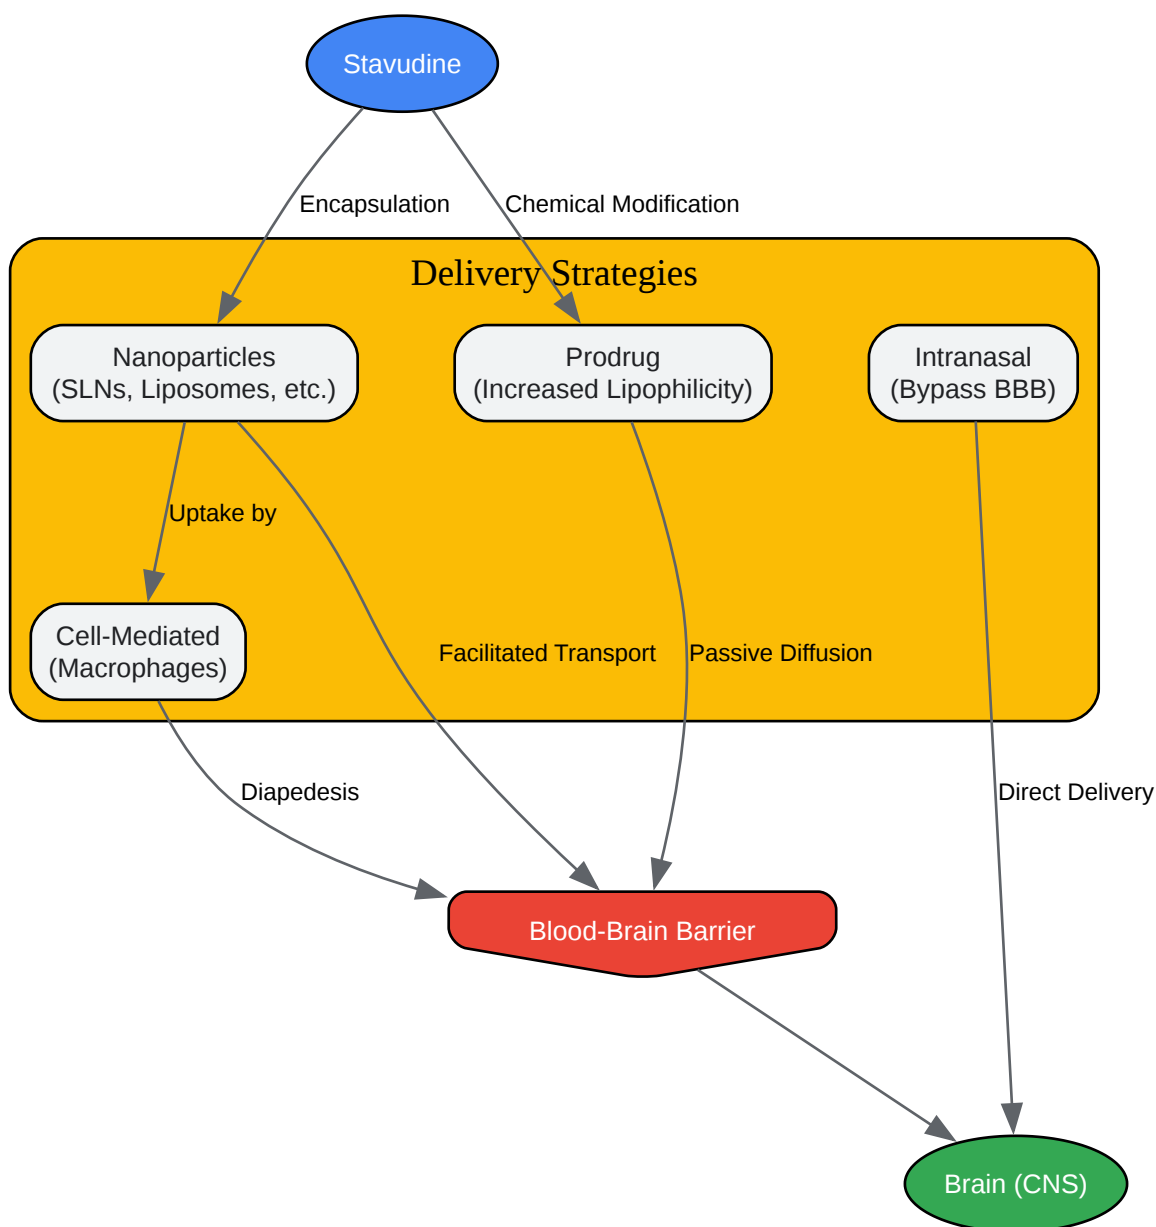 Stavudine
Encapsulation
Chemical Modification
Delivery Strategies
Nanoparticles
(SLNs, Liposomes, etc.)
Prodrug
(Increased Lipophilicity)
Intranasal
(Bypass BBB)
Uptake by
Cell-Mediated
(Macrophages)
Facilitated Transport
Passive Diffusion
Diapedesis
Direct Delivery
Blood-Brain Barrier
Brain (CNS)